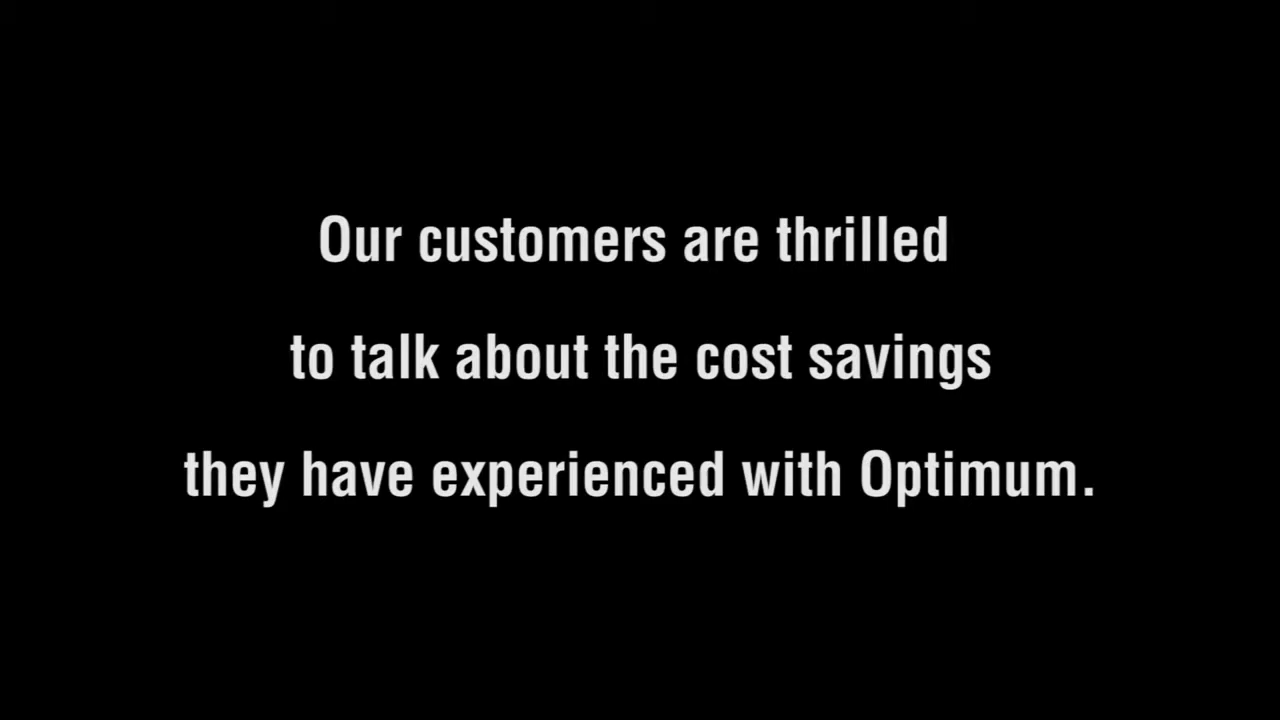 Our customers are thrilled
to talk about the cost savings
they have experienced with Optimum.